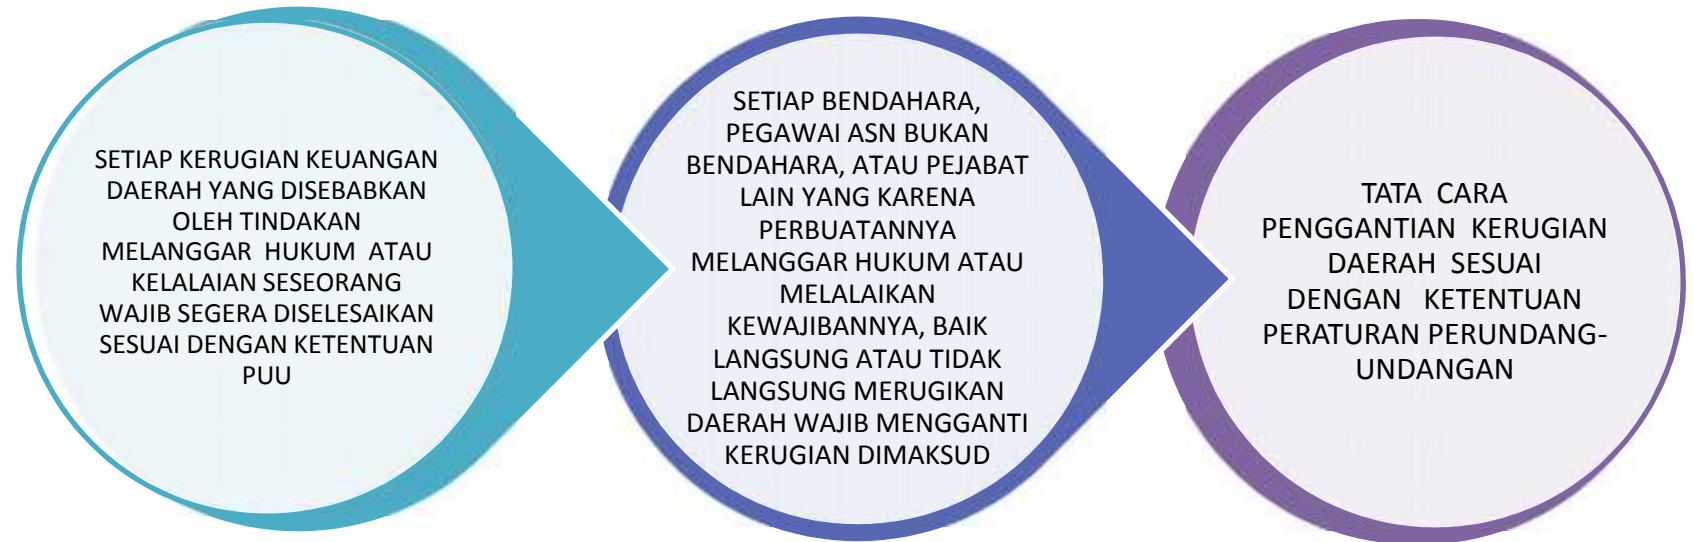 SETIAP KERUGIAN KEUANGAN
DAERAH YANG DISEBABKAN
OLEH TINDAKAN
MELANGGAR HUKUM ATAU
KELALAIAN SESEORANG
WAJIB SEGERA DISELESAIKAN
SESUAI DENGAN KETENTUAN
PUU
SETIAP BENDAHARA,
PEGAWAI ASN BUKAN
BENDAHARA, ATAU PEJABAT
LAIN YANG KARENA
PERBUATANNYA
MELANGGAR HUKUM ATAU
MELALAIKAN
KEWAJIBANNYA, BAIK
LANGSUNG ATAU TIDAK
LANGSUNG MERUGIKAN
DAERAH WAJIB MENGGANTI
KERUGIAN DIMAKSUD
TATA CARA
PENGGANTIAN KERUGIAN
DAERAH SESUAI
DENGAN KETENTUAN
PERATURAN PERUNDANG-
UNDANGAN